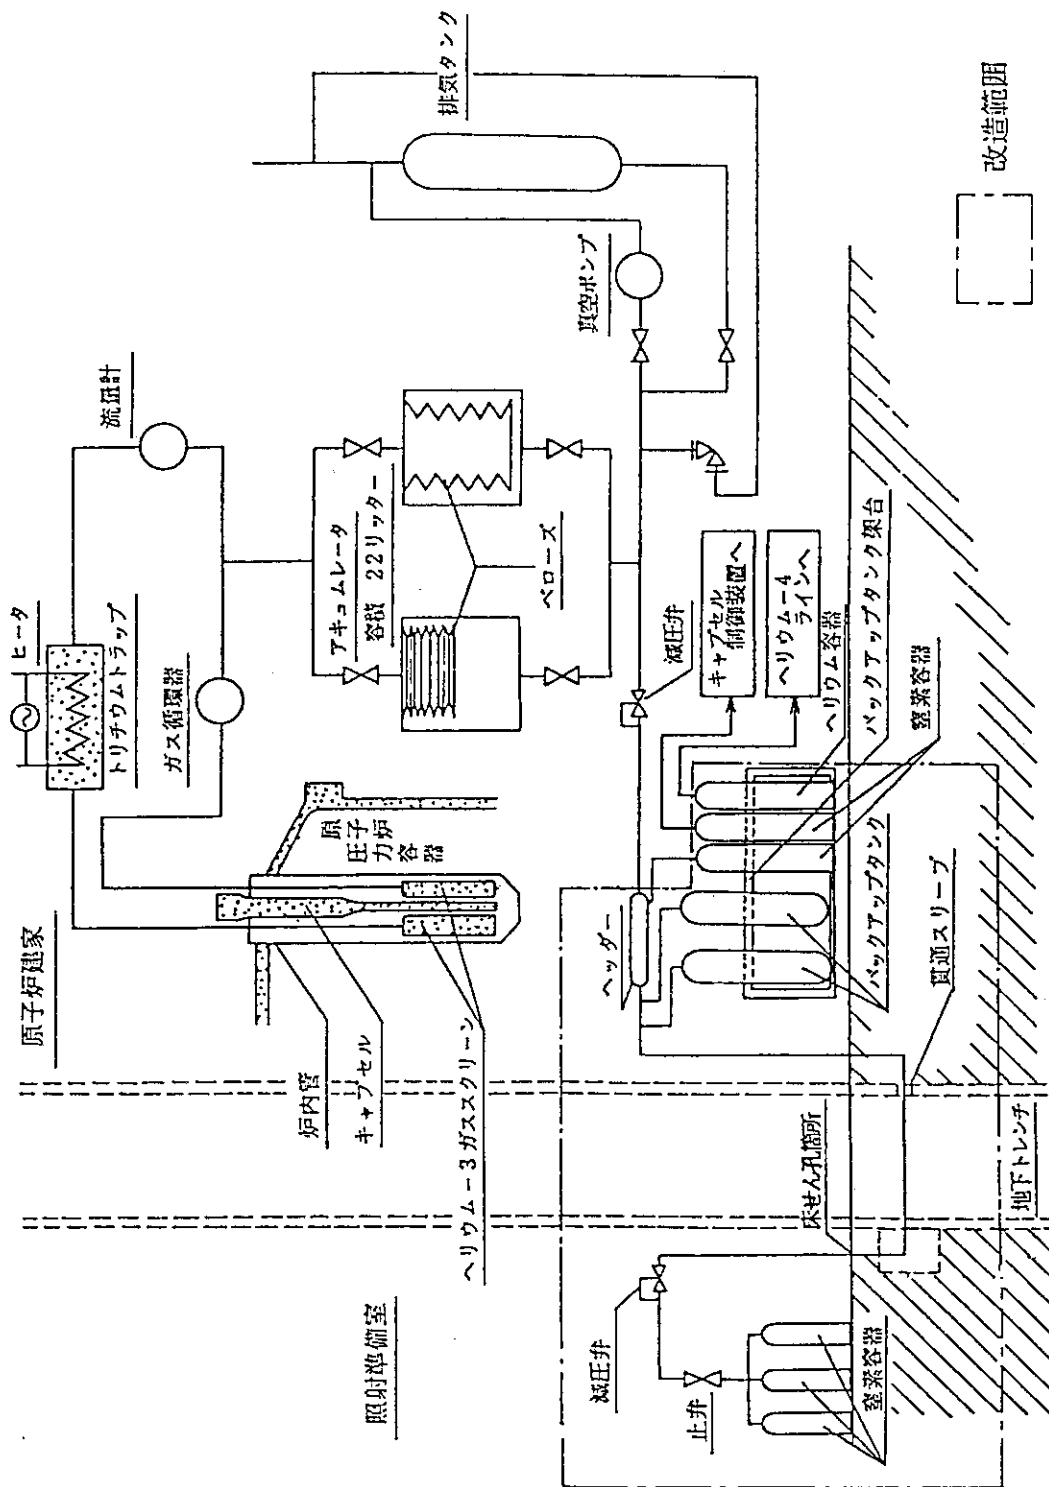 原子炉建家
ヒータ
トリチウムトラップ
流量計
ガス循環器
排気タンク
原子炉
圧力容器
アキュムレータ
容積 22リッター
ベローズ
真空ポンプ
炉内管
キャプセル
ヘリウム-3ガススクリーン
減圧弁
キャプセル
制御装置へ
ヘリウム-4
ラインへ
ヘリウム容器
バックアップタンク架台
窒素容器
ヘッダー
バックアップタンク
貫通スリーブ
照射準備室
減圧弁
止弁
窒素容器
床せん孔箇所
地下トレンチ
改造範囲